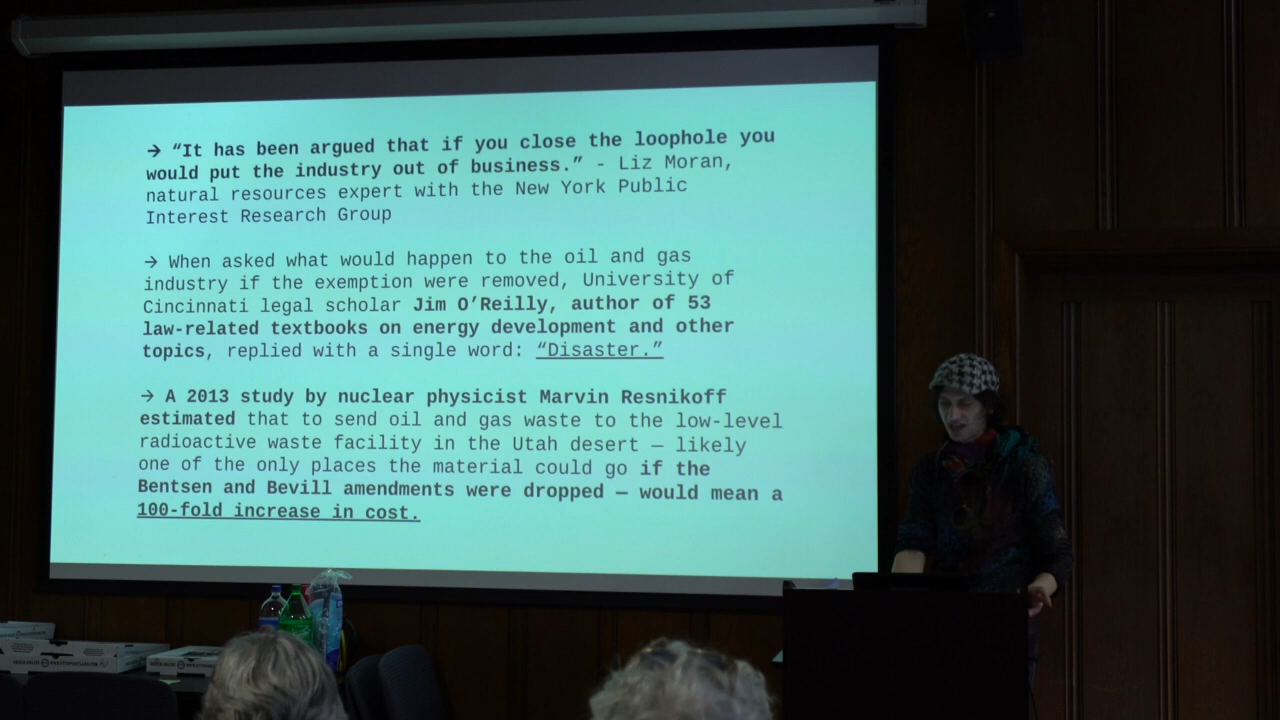 → “It has been argued that if you close the loophole you
would put the industry out of business.” - Liz Moran,
natural resources expert with the New York Public
Interest Research Group
→ When asked what would happen to the oil and gas
industry if the exemption were removed, University of
Cincinnati legal scholar Jim O’Reilly, author of 53
law-related textbooks on energy development and other
topics, replied with a single word: “Disaster.”
→ A 2013 study by nuclear physicist Marvin Resnikoff
estimated that to send oil and gas waste to the low-level
radioactive waste facility in the Utah desert — likely
one of the only places the material could go if the
Bentsen and Bevill amendments were dropped — would mean a
100-fold increase in cost.